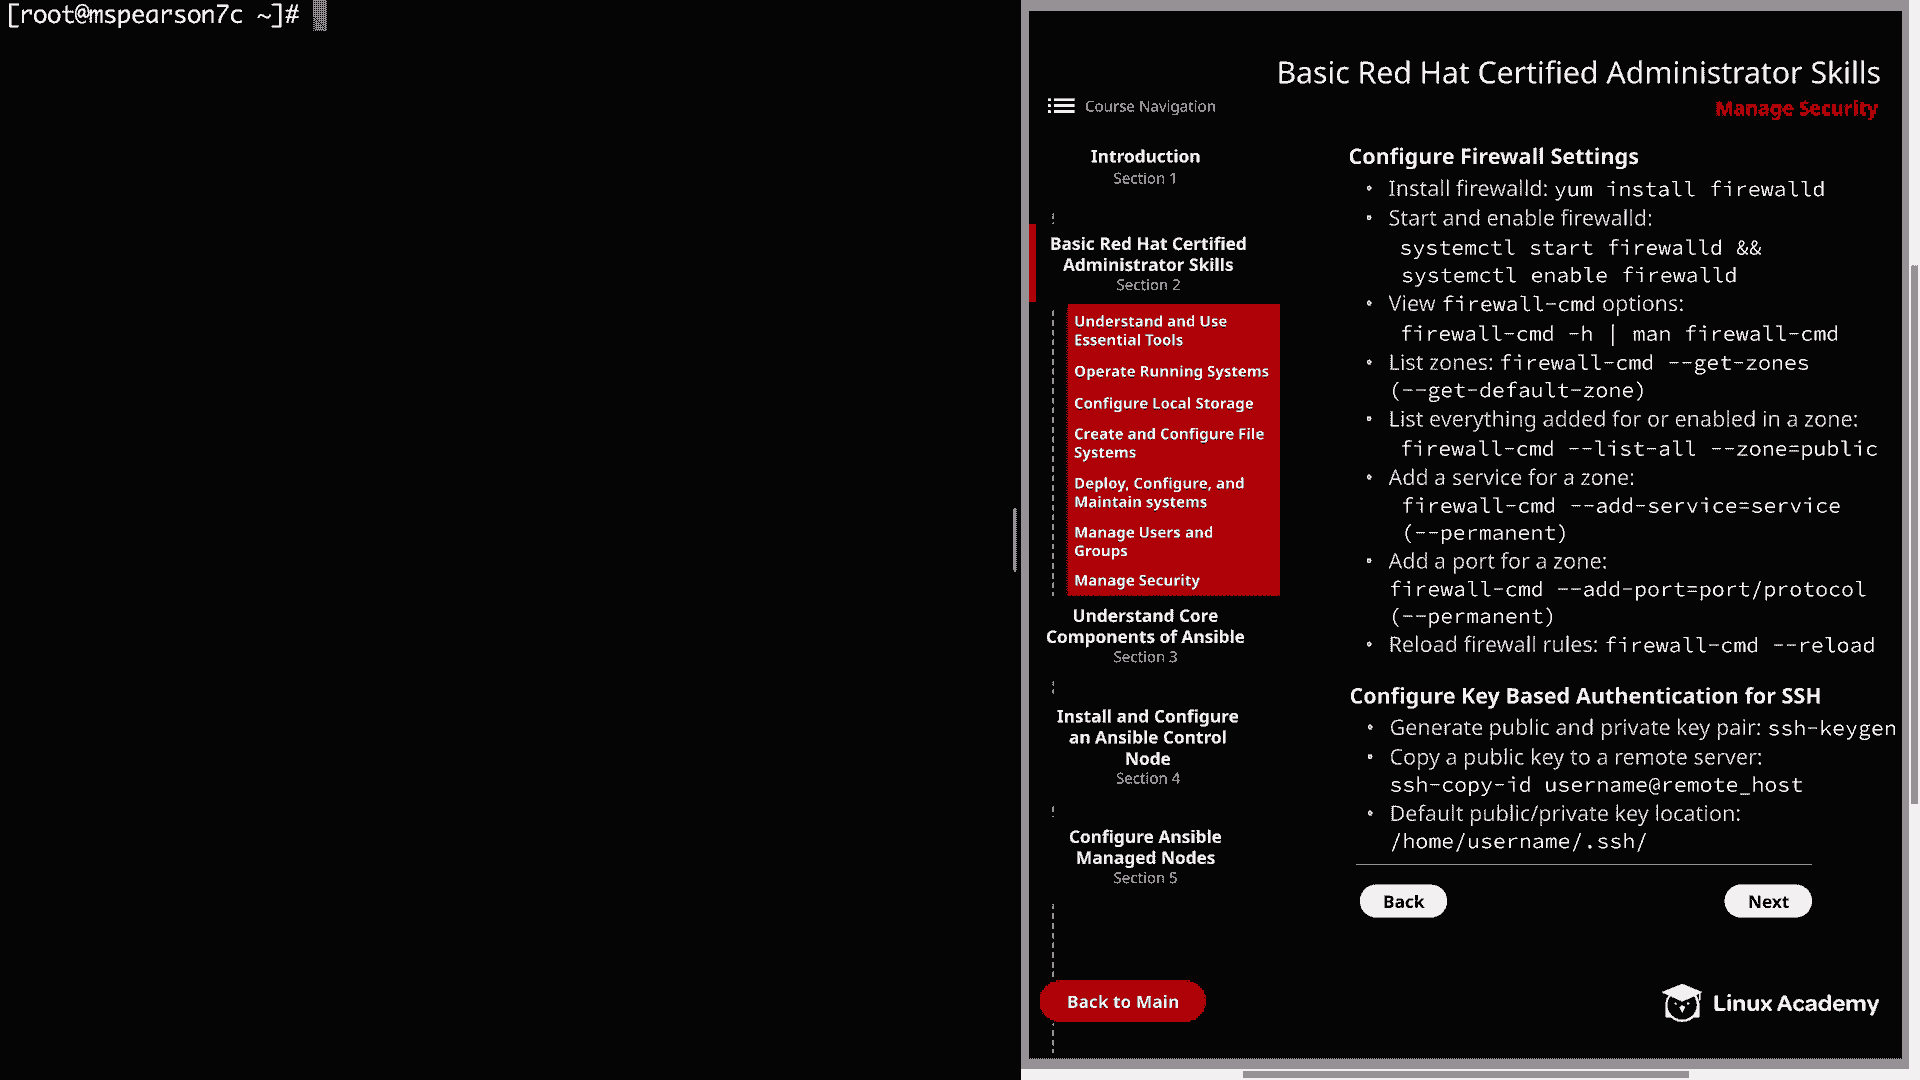 [root@mspearson7c ~]#
Basic Red Hat Certified Administrator Skills
Course Navigation
Manage Security
Introduction
Section 1
Basic Red Hat Certified
Administrator Skills
Section 2
Understand and Use
Essential Tools
Operate Running Systems
Configure Local Storage
Create and Configure File
Systems
Deploy, Configure, and
Maintain systems
Manage Users and
Groups
Manage Security
Understand Core
Components of Ansible
Section 3
Install and Configure
an Ansible Control
Node
Section 4
Configure Ansible
Managed Nodes
Section 5
Back to Main
Configure Firewall Settings
• Install firewalld: yum install firewalld
• Start and enable firewalld:
systemctl start firewalld &&
systemctl enable firewalld
• View firewall-cmd options:
firewall-cmd -h | man firewall-cmd
• List zones: firewall-cmd --get-zones
(--get-default-zone)
• List everything added for or enabled in a zone:
firewall-cmd --list-all --zone=public
• Add a service for a zone:
firewall-cmd --add-service=service
(--permanent)
• Add a port for a zone:
firewall-cmd --add-port=port/protocol
(--permanent)
• Reload firewall rules: firewall-cmd --reload
Configure Key Based Authentication for SSH
• Generate public and private key pair: ssh-keygen
• Copy a public key to a remote server:
ssh-copy-id username@remote_host
• Default public/private key location:
/home/username/.ssh/
Back
Next
Linux Academy